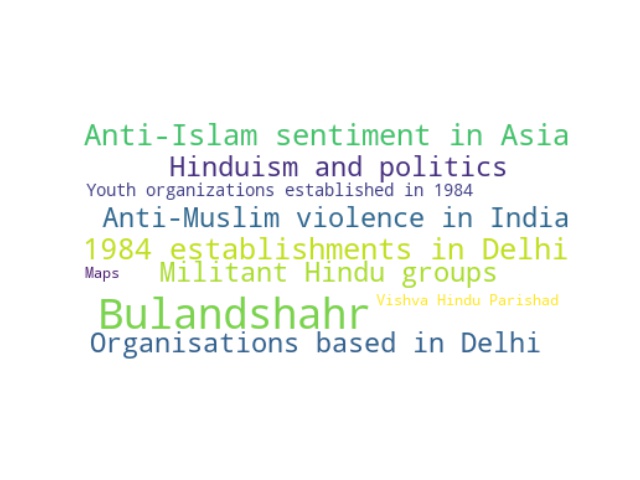 Anti-Islam sentiment in Asia
Hinduism and politics
Youth organizations established in 1984
Anti-Muslim violence in India
1984 establishments in Delhi
Maps
Militant Hindu groups
Bulandshahr
Vishva Hindu Parishad
Organisations based in Delhi